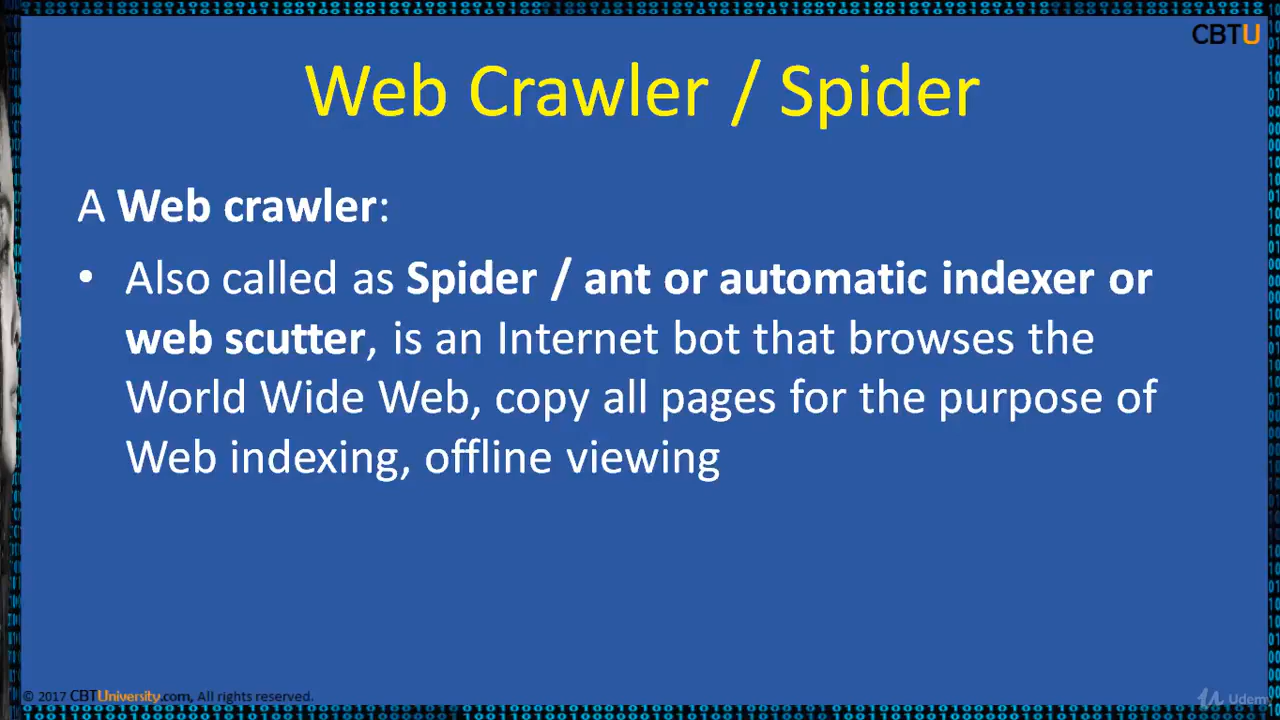 CBTU
Web Crawler / Spider
A Web crawler:
• Also called as Spider / ant or automatic indexer or
web scutter, is an Internet bot that browses the
World Wide Web, copy all pages for the purpose of
Web indexing, offline viewing
© 2017 CBTUniversity.com, All rights reserved.
Udemy